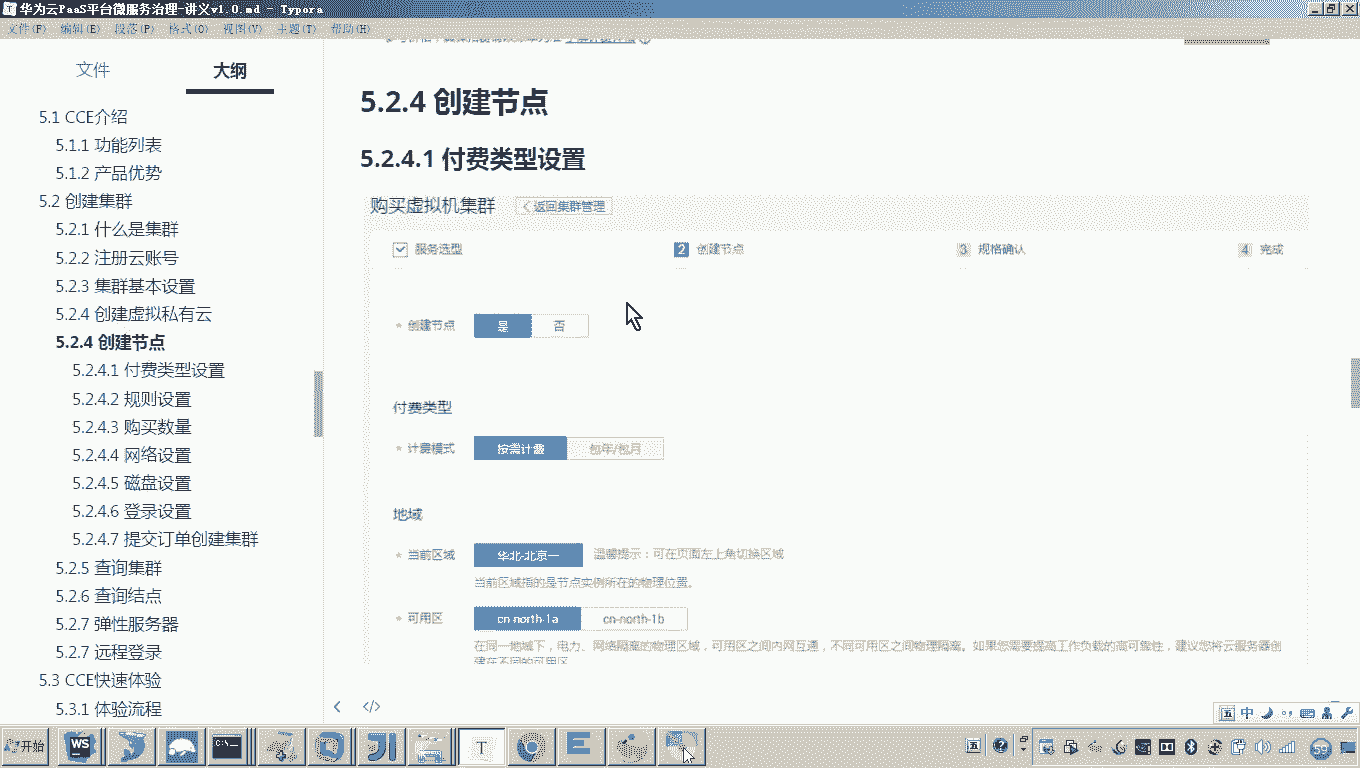 华为云PaaS平台微服务治理-讲义v1.0.md - Typora
文件(F) 编辑(E) 段落(P) 格式(O) 视图(V) 主题(T) 帮助(H)
文件 大纲
5.1 CCE介绍
5.1.1 功能列表
5.1.2 产品优势
5.2 创建集群
5.2.1 什么是集群
5.2.2 注册云账号
5.2.3 集群基本设置
5.2.4 创建虚拟私有云
5.2.4 创建节点
5.2.4.1 付费类型设置
5.2.4.2 规则设置
5.2.4.3 购买数量
5.2.4.4 网络设置
5.2.4.5 磁盘设置
5.2.4.6 登录设置
5.2.4.7 提交订单创建集群
5.2.5 查询集群
5.2.6 查询结点
5.2.7 弹性服务器
5.2.7 远程登录
5.3 CCE快速体验
5.3.1 体验流程
5.2.4 创建节点
5.2.4.1 付费类型设置
购买虚拟机集群 <返回集群管理
服务选型 2 创建节点 3 规格确认 4 完成
* 创建节点 是 否
付费类型
* 计费模式 按需计费 包年/包月
地域
* 当前区域 华北-北京一 温馨提示：可在页面左上角切换区域
当前区域指的是节点实例所在的物理位置。
* 可用区 cn-north-1a cn-north-1b
在同一地域下，电力、网络隔离的物理区域，可用区之间内网互通，不同可用区之间物理隔离。如果您需要提高工作负载的高可靠性，建议您将云服务器创
建在不同的可用区
五 中
开始 WS C:\ T E 五 59